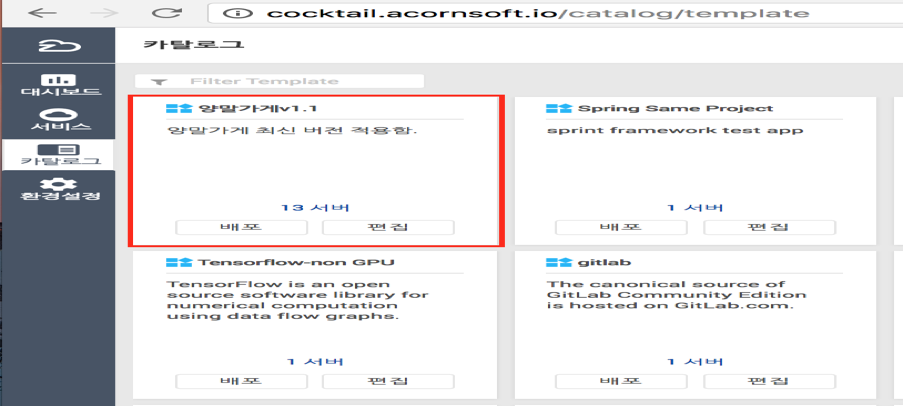 cocktail.acornsoft.io/catalog/template
카탈로그
대시보드
서비스
카탈로그
환경설정
Filter Template
양말가게v1.1
양말가게 최신 버전 적용함.
13 서버
배포 편집
Spring Same Project
sprint framework test app
1 서버
배포 편집
Tensorflow-non GPU
TensorFlow is an open
source software library for
numerical computation
using data flow graphs.
1 서버
배포 편집
gitlab
The canonical source of
GitLab Community Edition
is hosted on GitLab.com.
1 서버
배포 편집